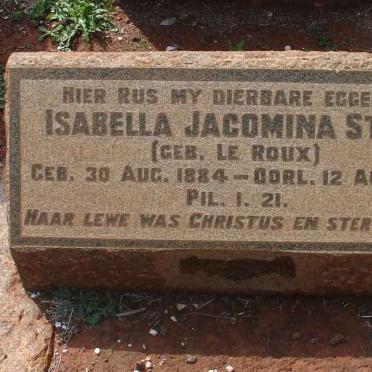 HIER RUS MY DIERBARE EGGE
ISABELLA JACOMINA ST
(GEB. LE ROUX)
GEB. 30 AUG. 1884 – OORL. 12 A
PIL. 1. 21.
HAAR LEWE WAS CHRISTUS EN STER